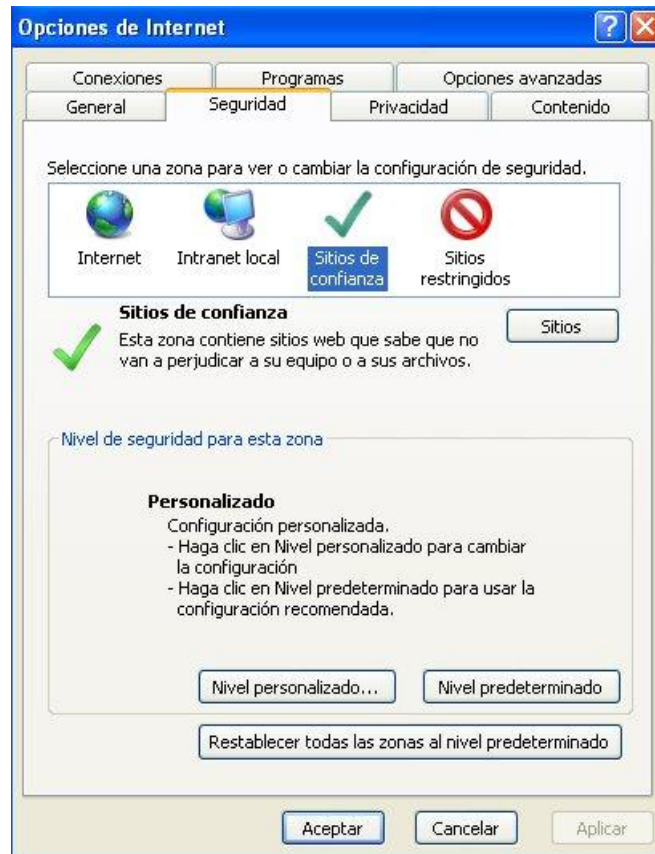 Opciones de Internet
Conexiones Programas Opciones avanzadas
General Seguridad Privacidad Contenido
Seleccione una zona para ver o cambiar la configuración de seguridad.
Internet Intranet local Sitios de confianza Sitios restringidos
Sitios de confianza
Sitios
Esta zona contiene sitios web que sabe que no
van a perjudicar a su equipo o a sus archivos.
Nivel de seguridad para esta zona
Personalizado
Configuración personalizada.
- Haga clic en Nivel personalizado para cambiar
la configuración
- Haga clic en Nivel predeterminado para usar la
configuración recomendada.
Nivel personalizado... Nivel predeterminado
Restablecer todas las zonas al nivel predeterminado
Aceptar Cancelar Aplicar